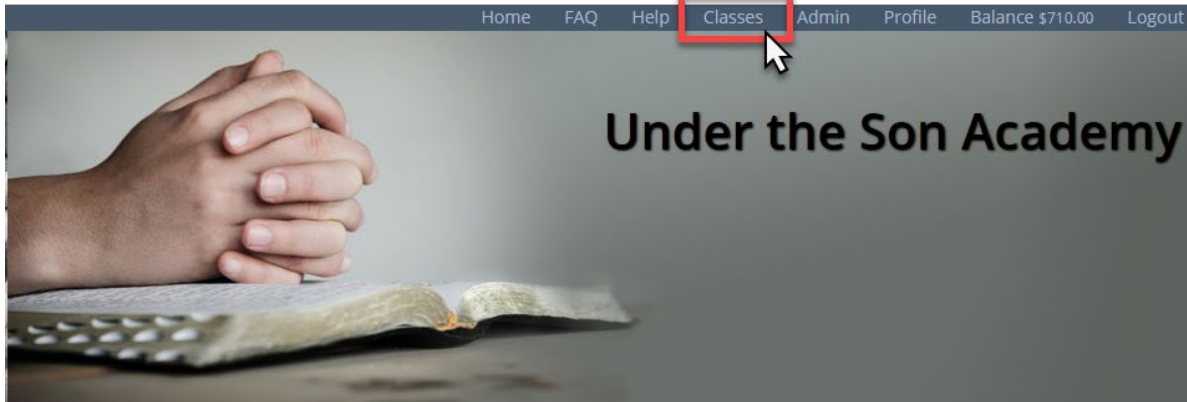 Home FAQ Help Classes Admin Profile Balance $710.00 Logout
Under the Son Academy